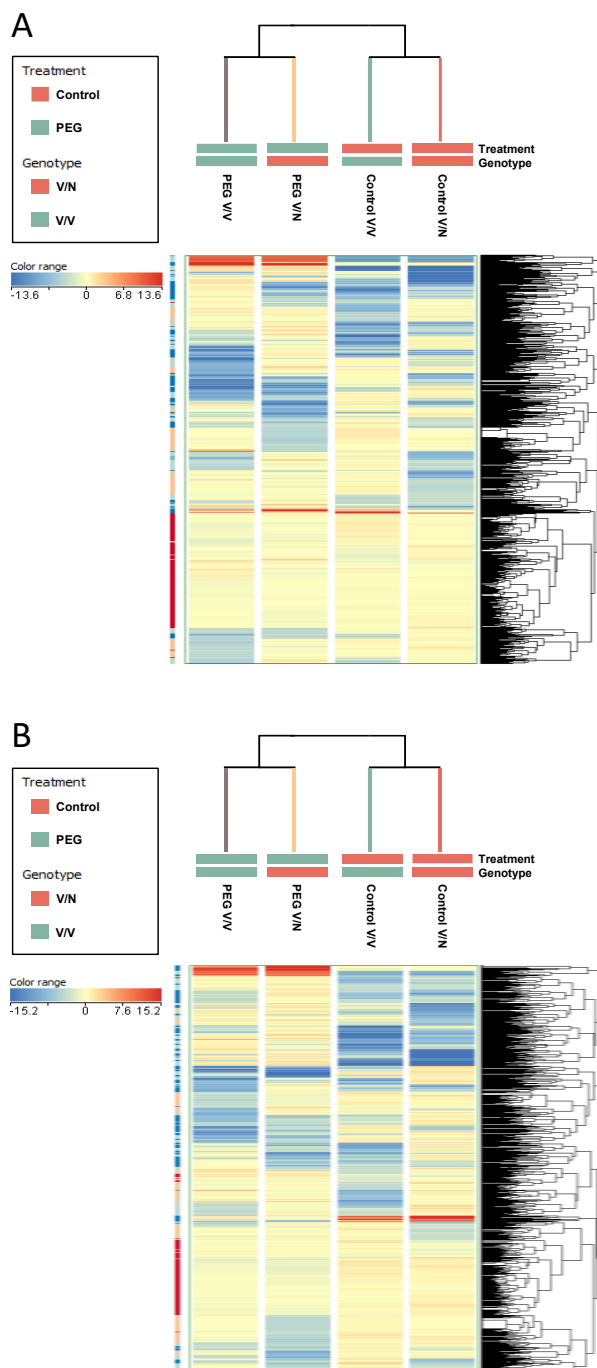 A
Treatment
Control
PEG
Genotype
V/N
V/V
Treatment
Genotype
PEG V/V
PEG V/N
Control V/V
Control V/N
Color range
-13.6 0 6.8 13.6
B
Treatment
Control
PEG
Genotype
V/N
V/V
Treatment
Genotype
PEG V/V
PEG V/N
Control V/V
Control V/N
Color range
-15.2 0 7.6 15.2